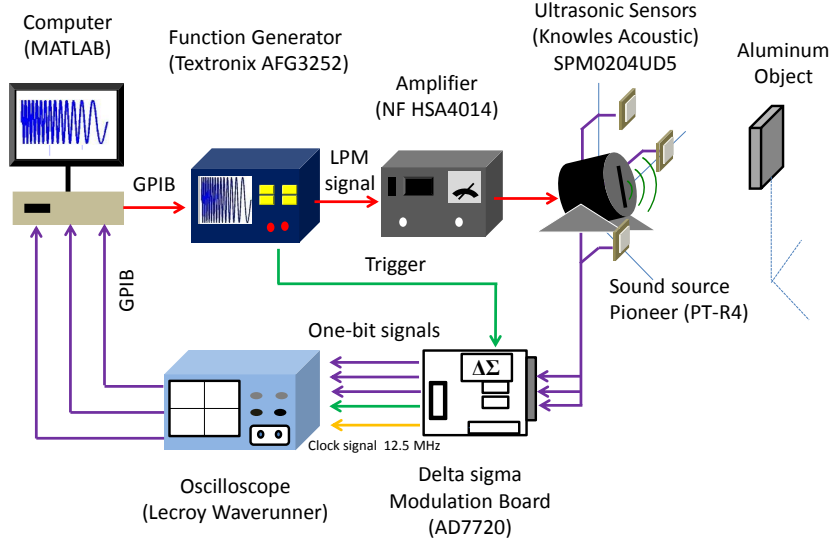 Computer
(MATLAB)
Function Generator
(Textronix AFG3252)
Amplifier
(NF HSA4014)
Ultrasonic Sensors
(Knowles Acoustic)
SPM0204UD5
Aluminum
Object
GPIB
LPM
signal
Trigger
Sound source
Pioneer (PT-R4)
GPIB
One-bit signals
ΔΣ
Clock signal 12.5 MHz
Oscilloscope
(Lecroy Waverunner)
Delta sigma
Modulation Board
(AD7720)